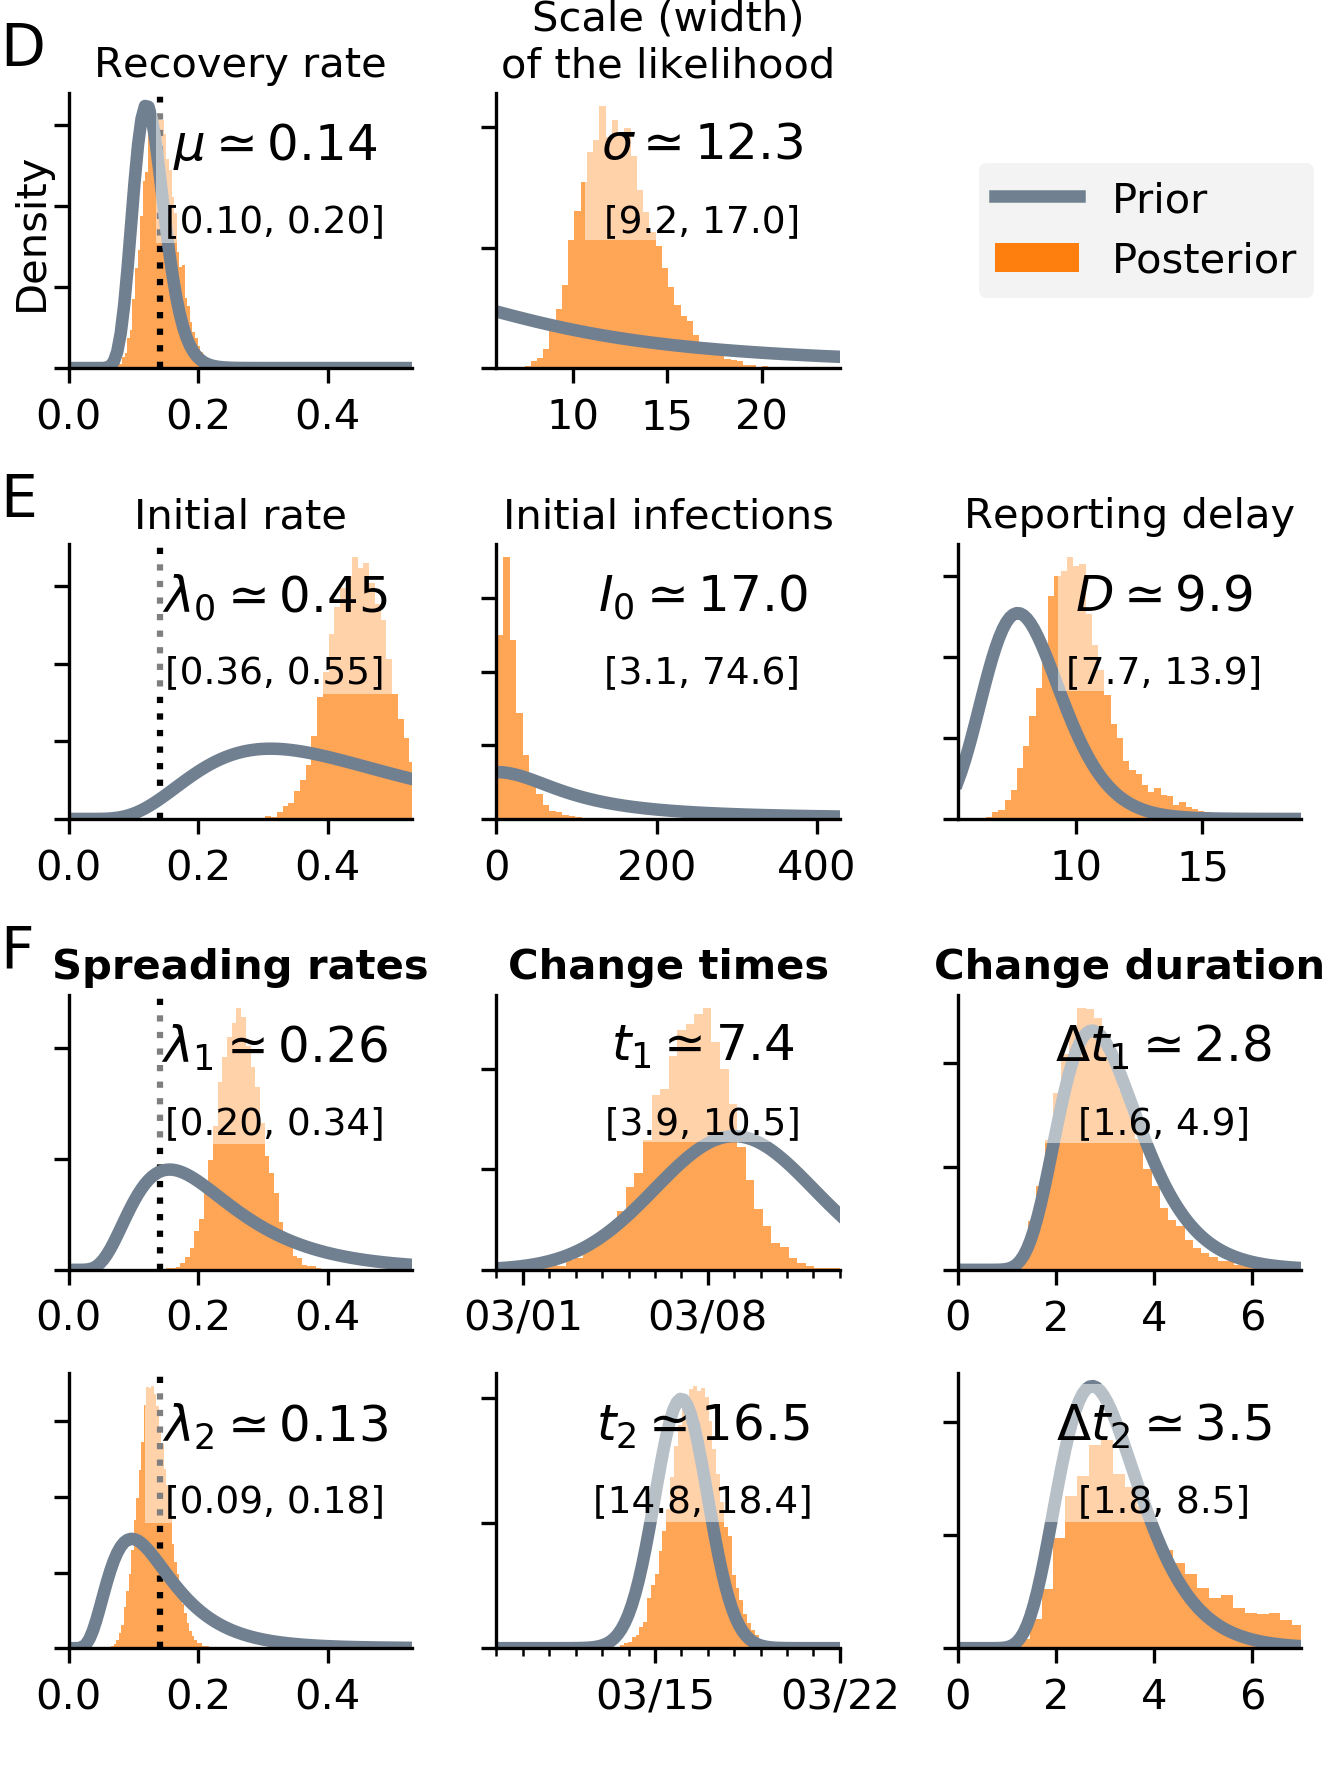 D
Recovery rate
Scale (width)
of the likelihood
Density
μ ≃ 0.14
[0.10, 0.20]
0.0 0.2 0.4
σ ≃ 12.3
[9.2, 17.0]
10 15 20
Prior
Posterior
E
Initial rate
λ₀ ≃ 0.45
[0.36, 0.55]
0.0 0.2 0.4
Initial infections
I₀ ≃ 17.0
[3.1, 74.6]
0 200 400
Reporting delay
D ≃ 9.9
[7.7, 13.9]
10 15
F
Spreading rates
λ₁ ≃ 0.26
[0.20, 0.34]
0.0 0.2 0.4
Change times
t₁ ≃ 7.4
[3.9, 10.5]
03/01 03/08
Change duration
Δt₁ ≃ 2.8
[1.6, 4.9]
0 2 4 6
λ₂ ≃ 0.13
[0.09, 0.18]
0.0 0.2 0.4
t₂ ≃ 16.5
[14.8, 18.4]
03/15 03/22
Δt₂ ≃ 3.5
[1.8, 8.5]
0 2 4 6